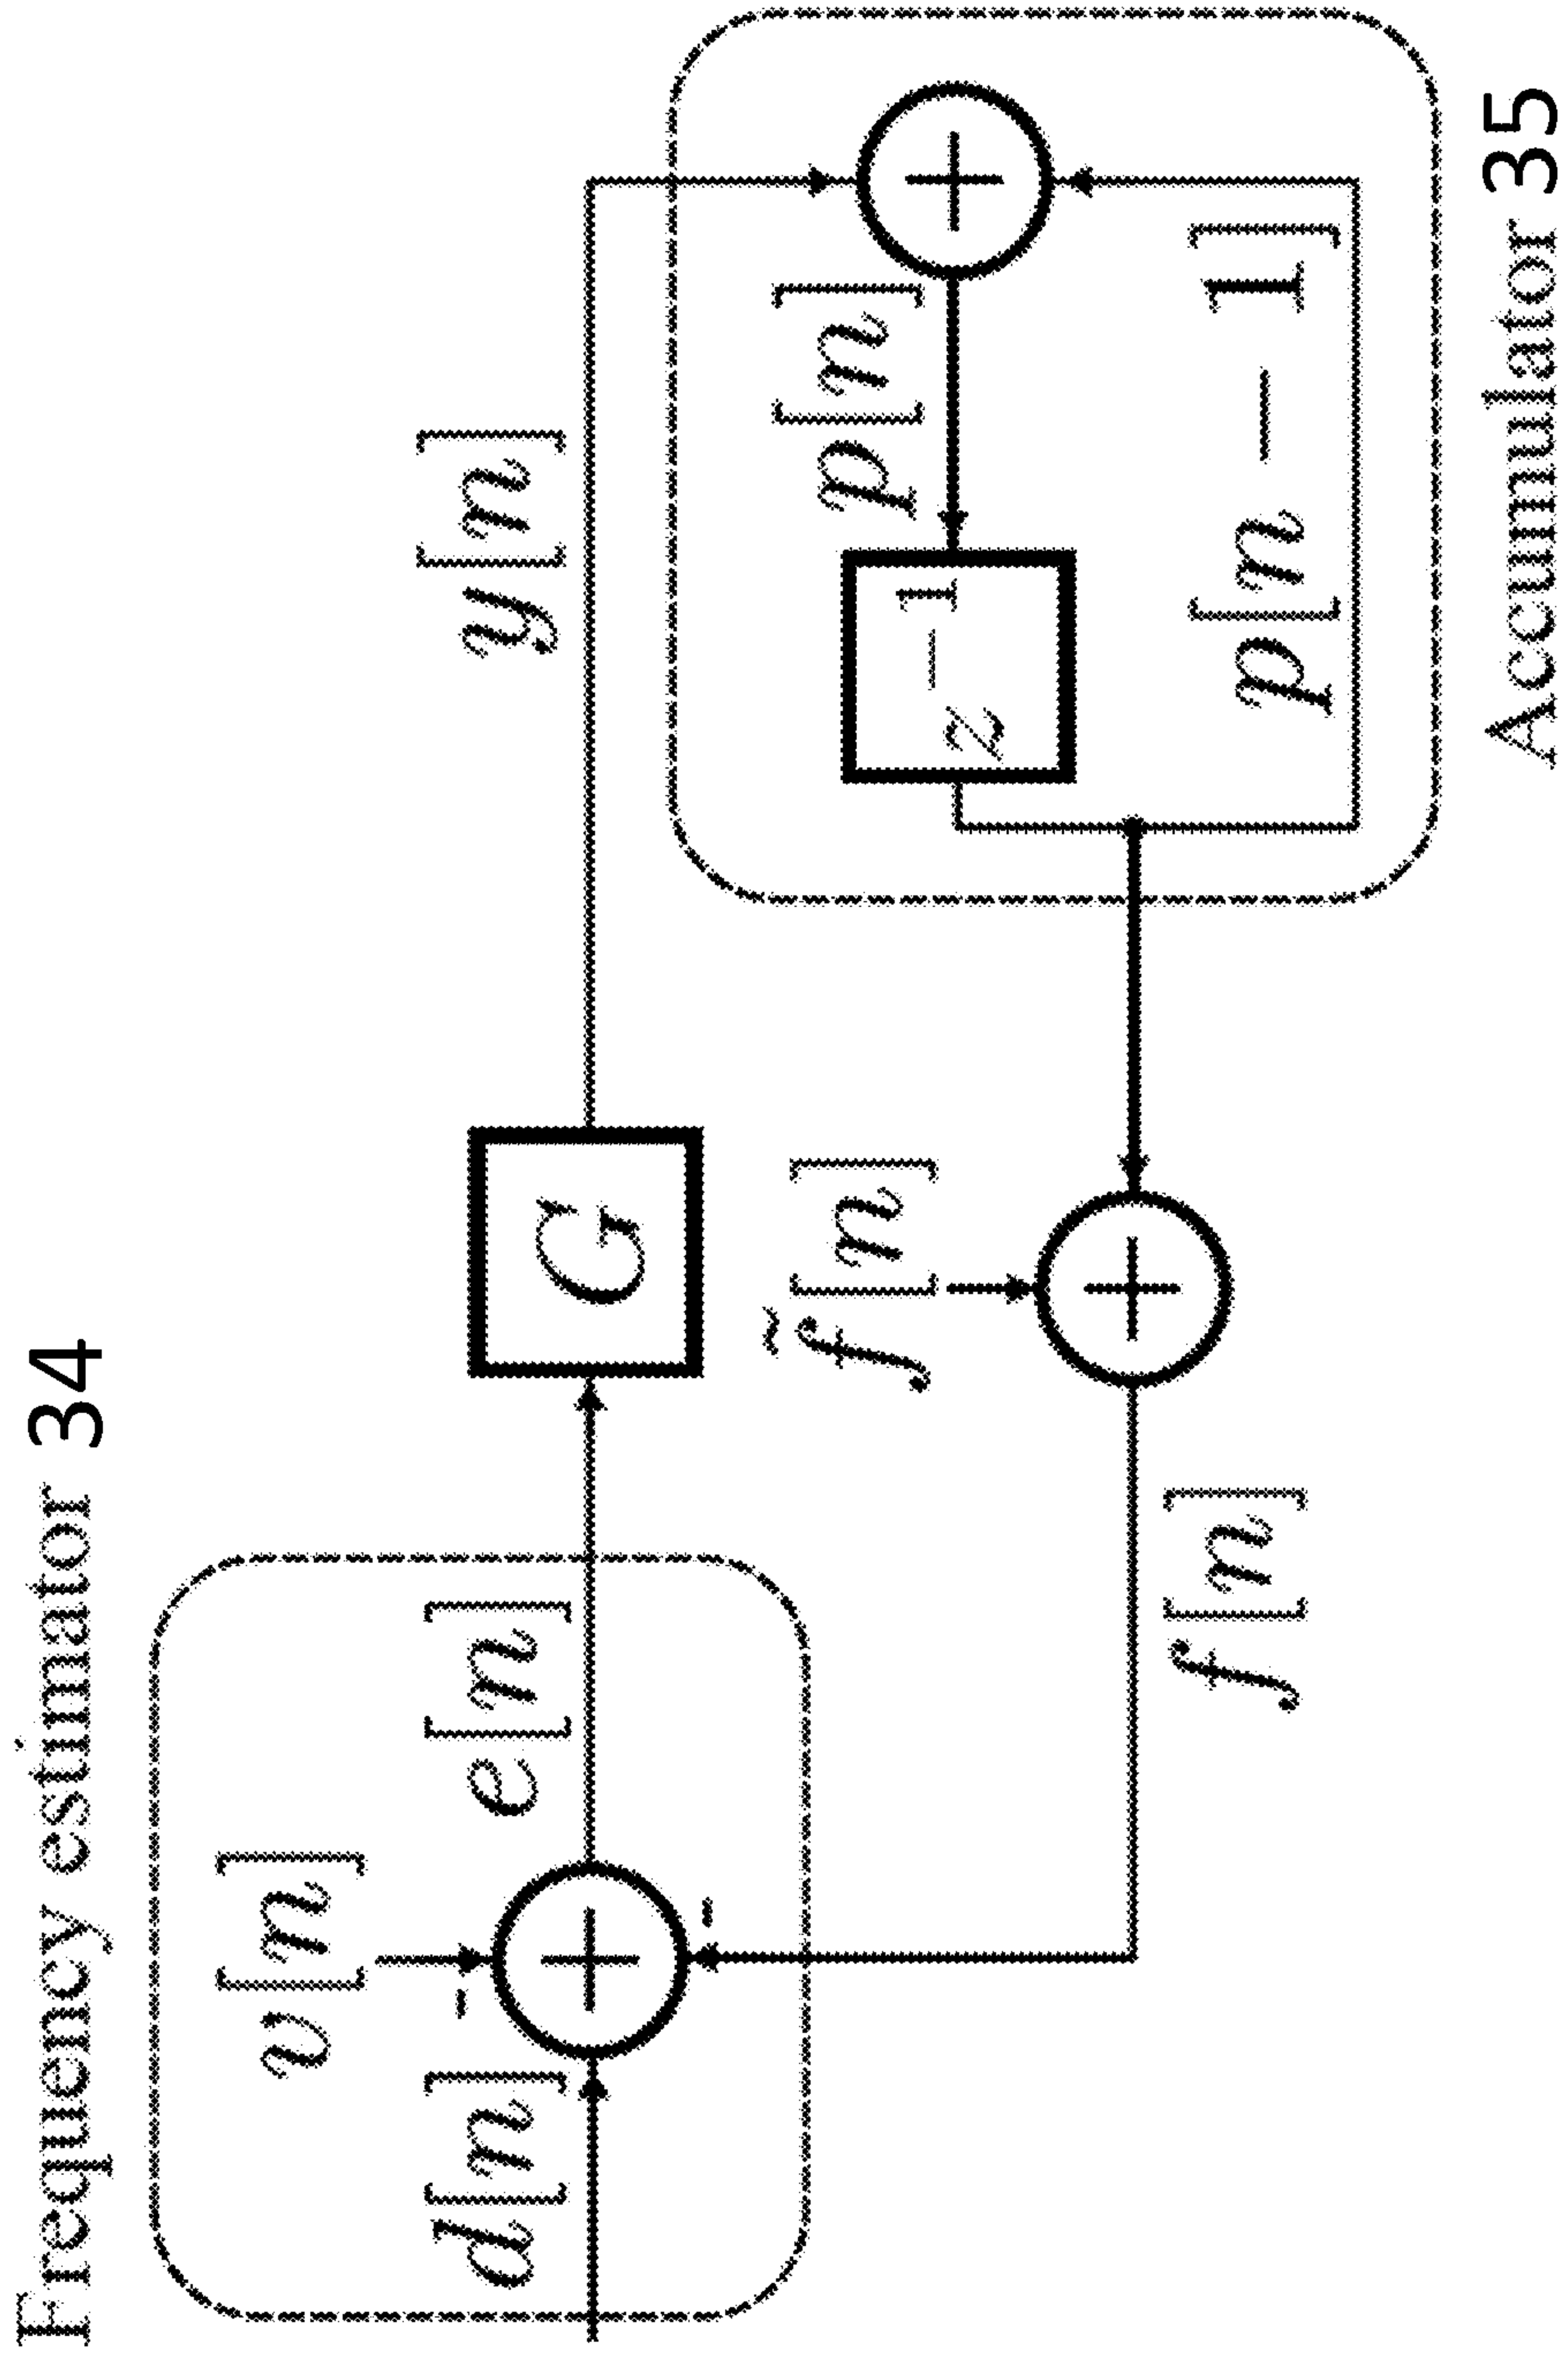 Frequency estimator 34
v[n]
-
d[n]
e[n]
-
G
y[n]
f̃[n]
f[n]
p[n]
z⁻¹
p[n − 1]
Accumulator 35